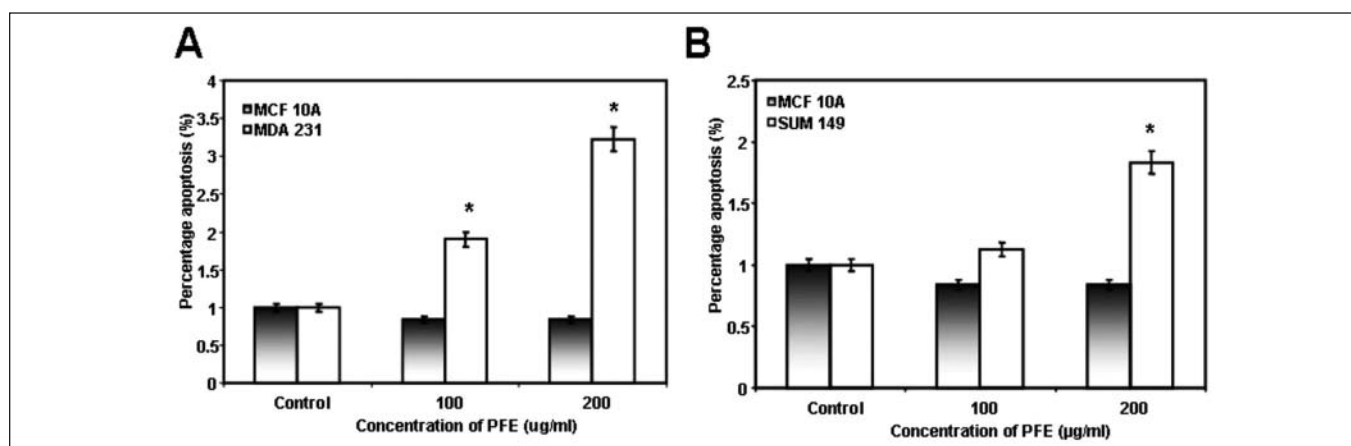 A
Percentage apoptosis (%)
4
3.5
3
2.5
2
1.5
1
0.5
0
MCF 10A
MDA 231
*
*
Control
100
200
Concentration of PFE (ug/ml)
B
Percentage apoptosis (%)
2.5
2
1.5
1
0.5
0
MCF 10A
SUM 149
*
Control
100
200
Concentration of PFE (µg/ml)